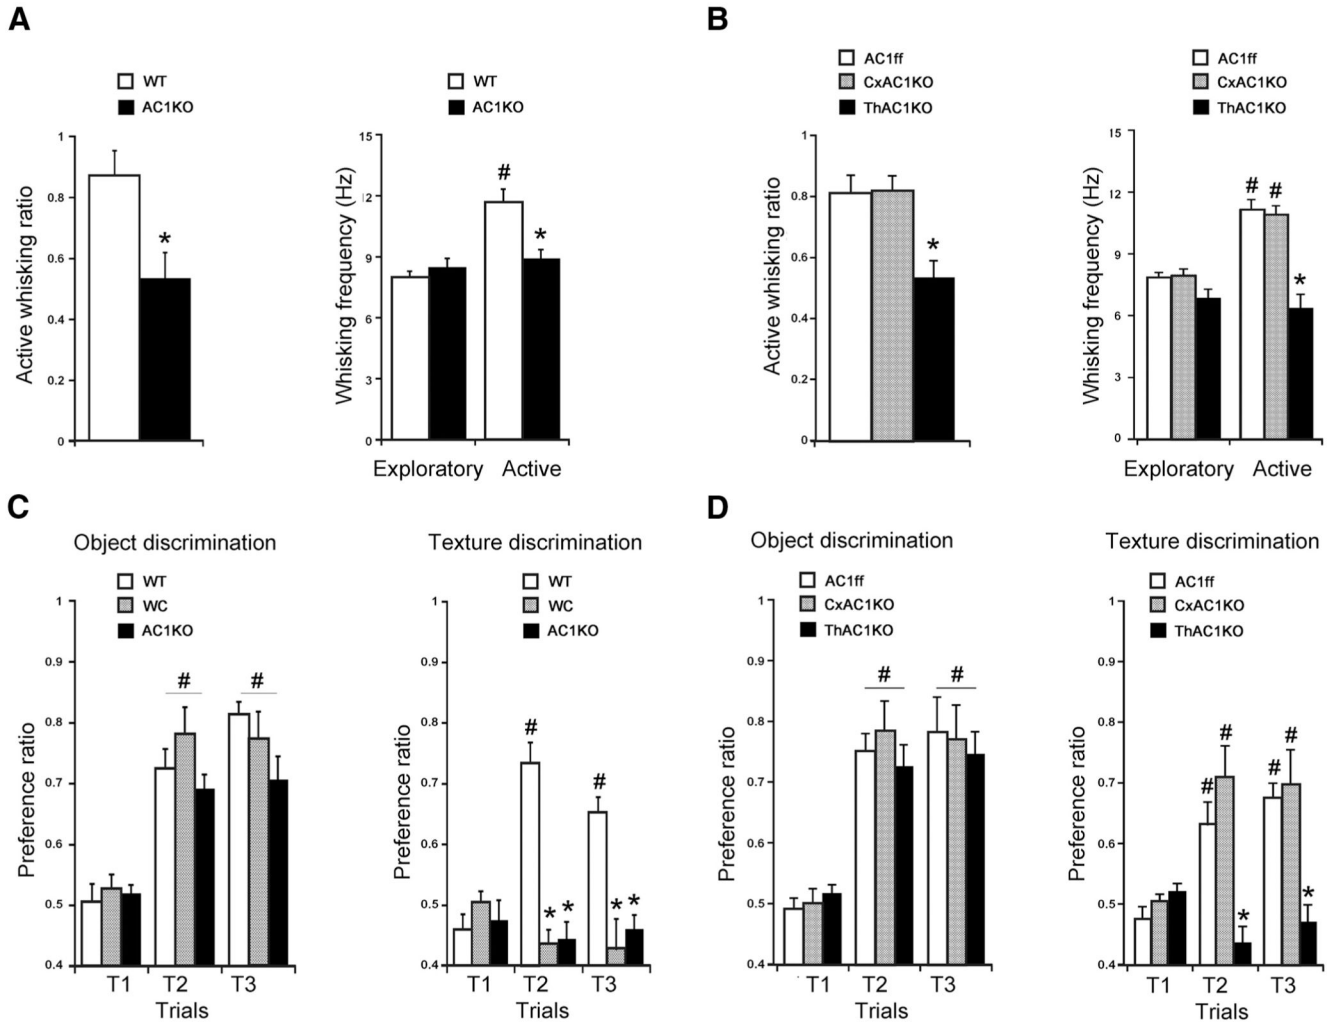 A
WT
AC1KO
Active whisking ratio
1
0.8
0.6
0.4
0.2
0
*
WT
AC1KO
Whisking frequency (Hz)
15
12
9
6
3
0
#
*
Exploratory Active
B
AC1ff
CxAC1KO
ThAC1KO
Active whisking ratio
1
0.8
0.6
0.4
0.2
0
*
AC1ff
CxAC1KO
ThAC1KO
Whisking frequency (Hz)
15
12
9
6
3
0
# #
*
Exploratory Active
C
Object discrimination
WT
WC
AC1KO
Preference ratio
1
0.9
0.8
0.7
0.6
0.5
0.4
# #
T1 T2 T3
Trials
Texture discrimination
WT
WC
AC1KO
Preference ratio
1
0.9
0.8
0.7
0.6
0.5
0.4
#
#
* * * *
T1 T2 T3
Trials
D
Object discrimination
AC1ff
CxAC1KO
ThAC1KO
Preference ratio
1
0.9
0.8
0.7
0.6
0.5
0.4
# #
T1 T2 T3
Trials
Texture discrimination
AC1ff
CxAC1KO
ThAC1KO
Preference ratio
1
0.9
0.8
0.7
0.6
0.5
0.4
# # # #
* *
T1 T2 T3
Trials